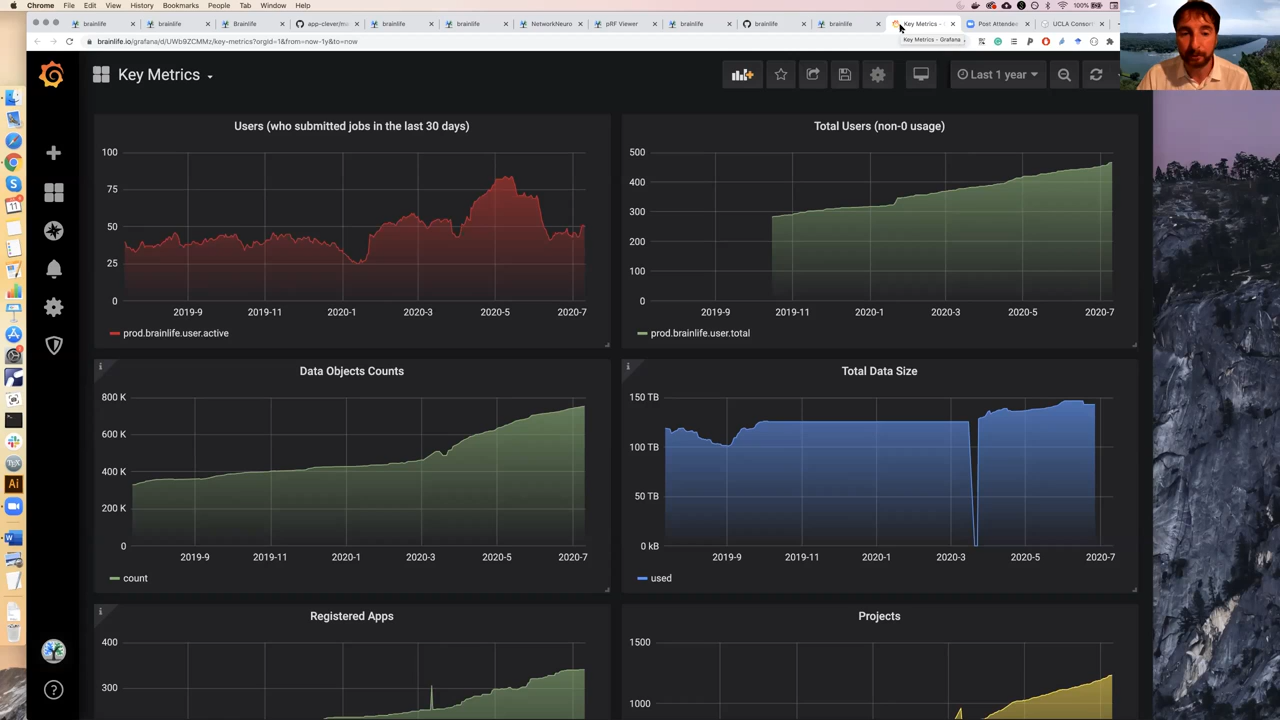 Chrome File Edit View History Bookmarks People Tab Window Help 100%
brainlife brainlife Brainlife app-clever/m brainlife brainlife NetworkNeuro pRF Viewer brainlife brainlife brainlife Key Metrics - Post Attendee UCLA Consor
brainlife.io/grafana/d/UWb9ZCMMz/key-metrics?orgId=1&from=now-1y&to=now
Key Metrics - Grafana
Key Metrics
Last 1 year
Users (who submitted jobs in the last 30 days)
100
75
50
25
0
2019-9 2019-11 2020-1 2020-3 2020-5 2020-7
prod.brainlife.user.active
Total Users (non-0 usage)
500
400
300
200
100
0
2019-9 2019-11 2020-1 2020-3 2020-5 2020-7
prod.brainlife.user.total
Data Objects Counts
800 K
600 K
400 K
200 K
0
2019-9 2019-11 2020-1 2020-3 2020-5 2020-7
count
Total Data Size
150 TB
100 TB
50 TB
0 kB
2019-9 2019-11 2020-1 2020-3 2020-5 2020-7
used
Registered Apps
400
300
Projects
1500
1000